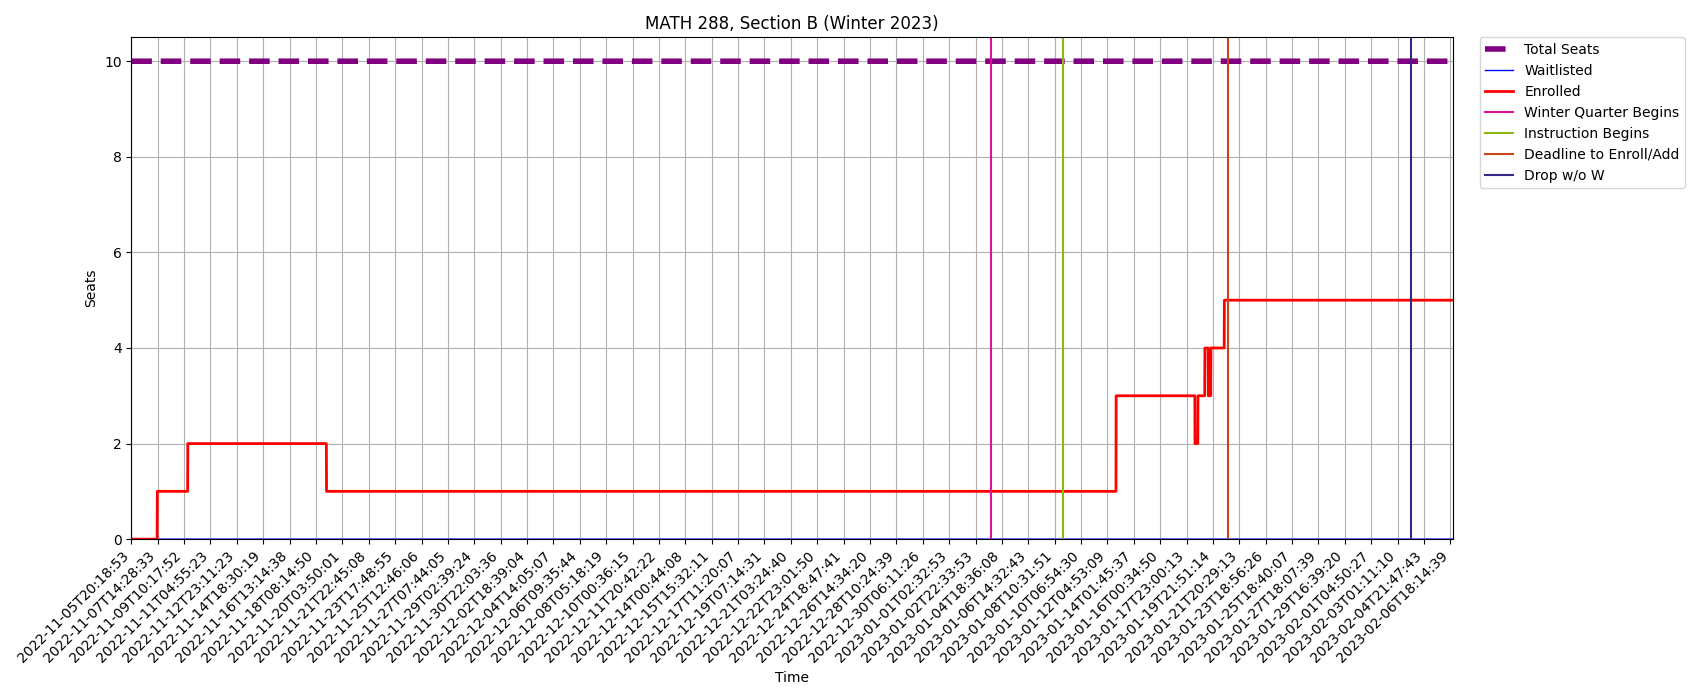 MATH 288, Section B (Winter 2023)
Total Seats
Waitlisted
Enrolled
Winter Quarter Begins
Instruction Begins
Deadline to Enroll/Add
Drop w/o W
Seats
10
8
6
4
2
0
2022-11-05T20:18:53
2022-11-07T14:28:33
2022-11-09T10:17:52
2022-11-11T04:55:23
2022-11-12T23:11:23
2022-11-14T18:30:19
2022-11-16T13:14:38
2022-11-18T08:14:50
2022-11-20T03:50:01
2022-11-21T22:45:08
2022-11-23T17:48:55
2022-11-25T12:46:06
2022-11-27T07:44:05
2022-11-29T02:39:24
2022-11-30T22:03:36
2022-12-02T18:39:04
2022-12-04T14:05:07
2022-12-06T09:35:44
2022-12-08T05:18:19
2022-12-10T00:36:15
2022-12-11T20:42:22
2022-12-14T00:44:08
2022-12-15T15:32:11
2022-12-17T11:20:07
2022-12-19T07:14:31
2022-12-21T03:24:40
2022-12-22T23:01:50
2022-12-24T18:47:41
2022-12-26T14:34:20
2022-12-28T10:24:39
2022-12-30T06:11:26
2023-01-01T02:32:53
2023-01-02T22:33:53
2023-01-04T18:36:08
2023-01-06T14:32:43
2023-01-08T10:31:51
2023-01-10T06:54:30
2023-01-12T04:53:09
2023-01-14T01:45:37
2023-01-16T00:34:50
2023-01-17T23:00:13
2023-01-19T21:51:14
2023-01-21T20:29:13
2023-01-23T18:56:26
2023-01-25T18:40:07
2023-01-27T18:07:39
2023-01-29T16:39:20
2023-02-01T04:50:27
2023-02-03T01:11:10
2023-02-04T21:47:43
2023-02-06T18:14:39
Time